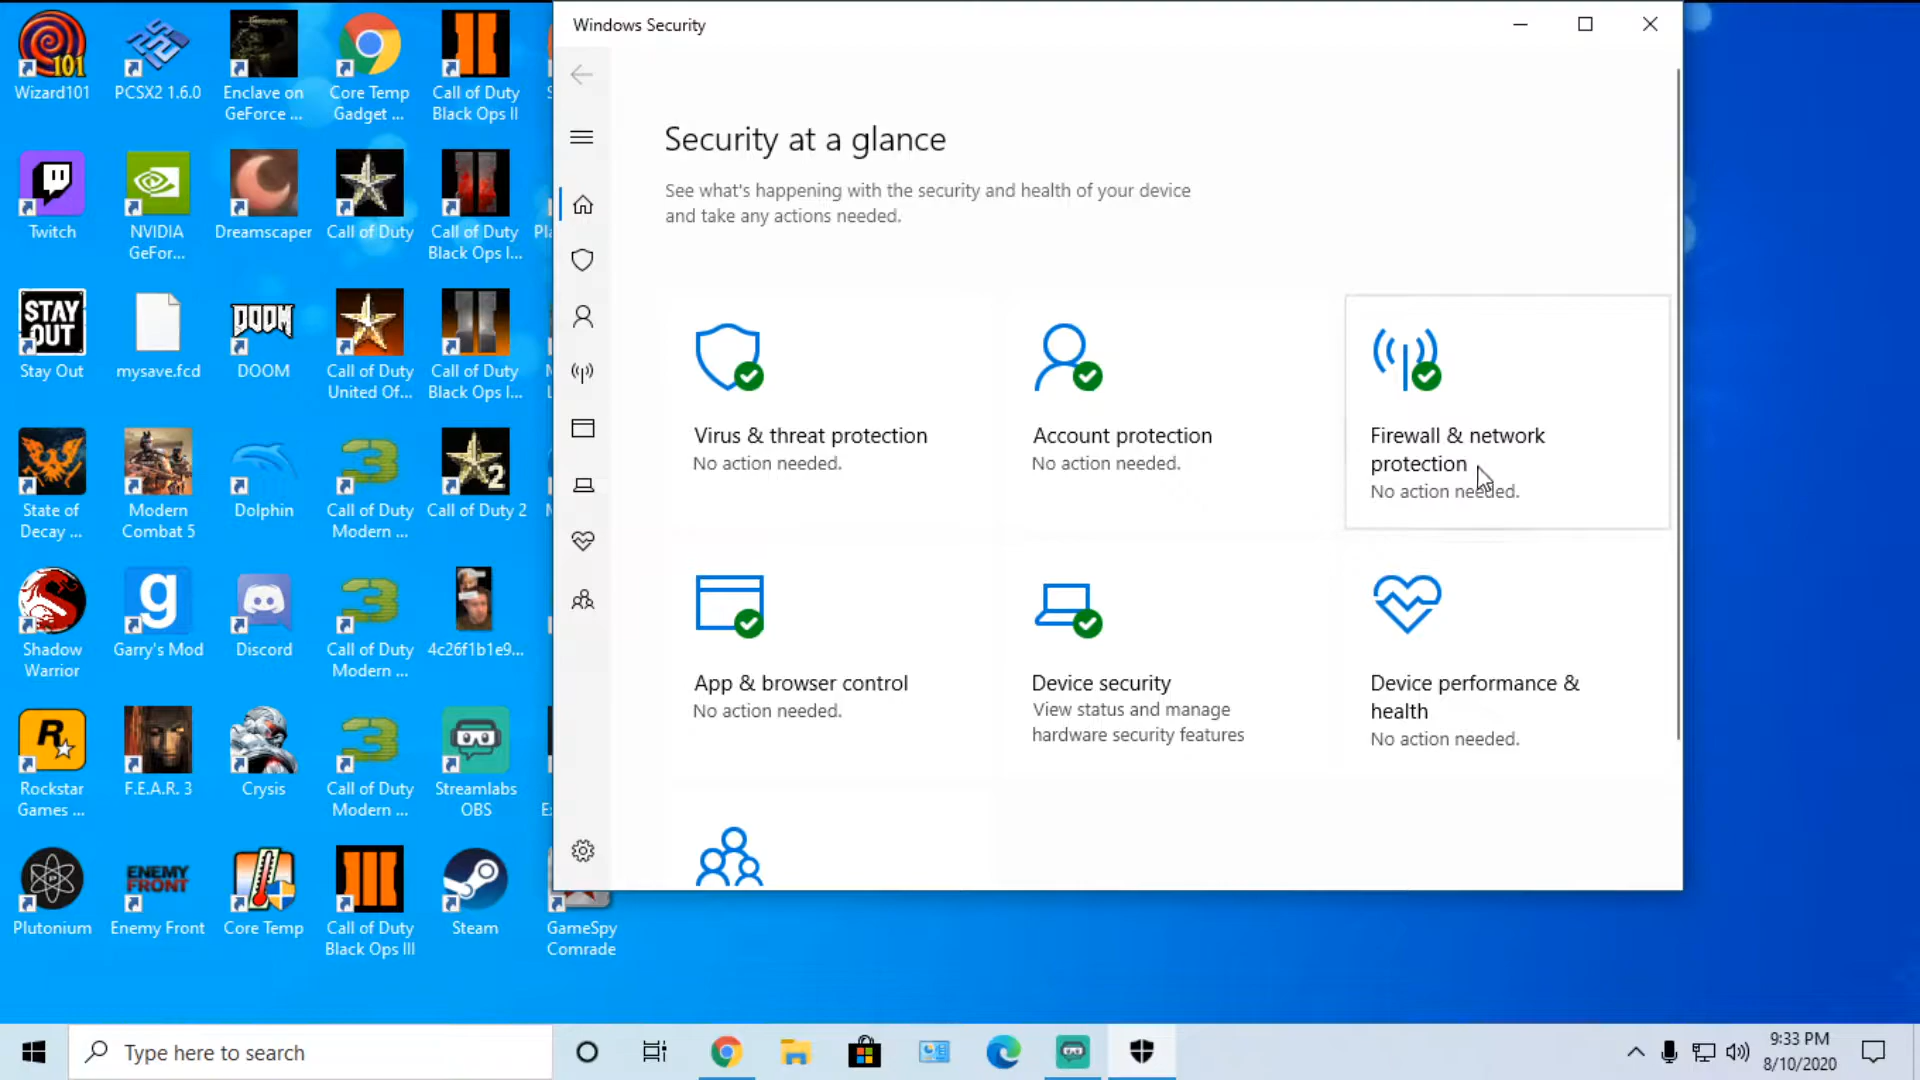 Windows Security
Security at a glance
See what's happening with the security and health of your device
and take any actions needed.
Virus & threat protection
No action needed.
Account protection
No action needed.
Firewall & network
protection
No action needed.
App & browser control
No action needed.
Device security
View status and manage
hardware security features
Device performance &
health
No action needed.
101
Wizard101
PCSX2 1.6.0
Enclave on
GeForce ...
Core Temp
Gadget ...
Call of Duty
Black Ops II
Twitch
NVIDIA
GeFor...
Dreamscaper
Call of Duty
Call of Duty
Black Ops I...
STAY
OUT
Stay Out
mysave.fcd
DOOM
DOOM
Call of Duty
United Of...
Call of Duty
Black Ops I...
State of
Decay ...
Modern
Combat 5
Dolphin
3
Call of Duty
Modern ...
2
Call of Duty 2
Shadow
Warrior
g
Garry's Mod
Discord
3
Call of Duty
Modern ...
4c26f1b1e9...
R
Rockstar
Games ...
F.E.A.R. 3
Crysis
3
Call of Duty
Modern ...
Streamlabs
OBS
P
Plutonium
ENEMY
FRONT
Enemy Front
Core Temp
III
Call of Duty
Black Ops III
Steam
GameSpy
Comrade
Type here to search
9:33 PM
8/10/2020